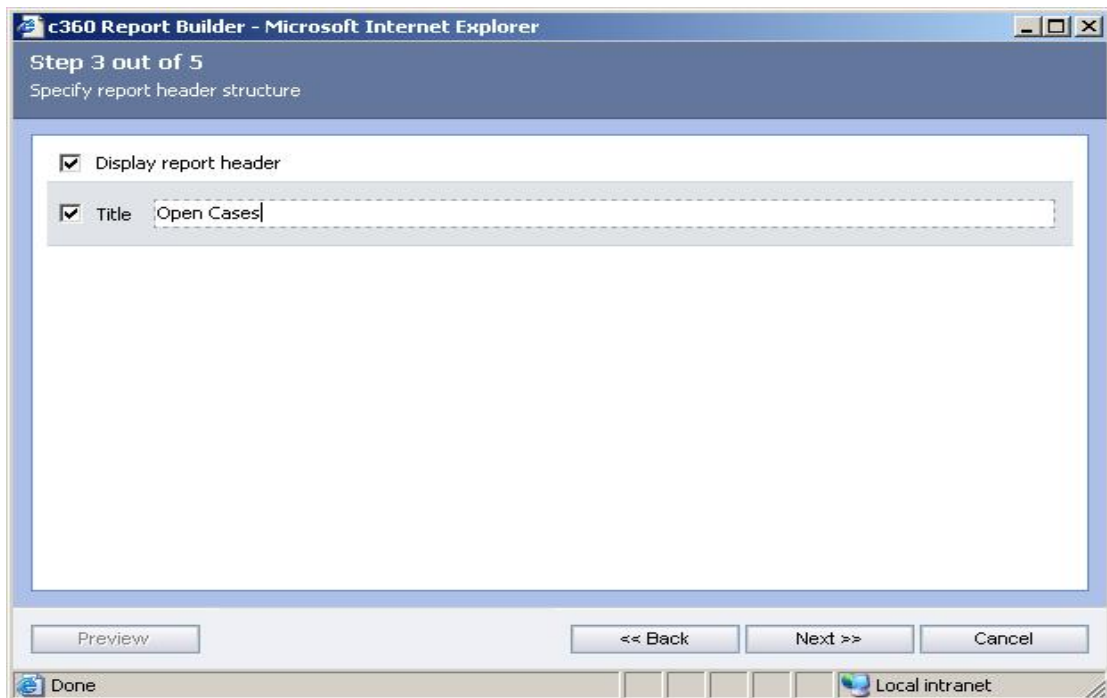 c360 Report Builder - Microsoft Internet Explorer
Step 3 out of 5
Specify report header structure
Display report header
Title Open Cases
Preview << Back Next >> Cancel
Done Local intranet